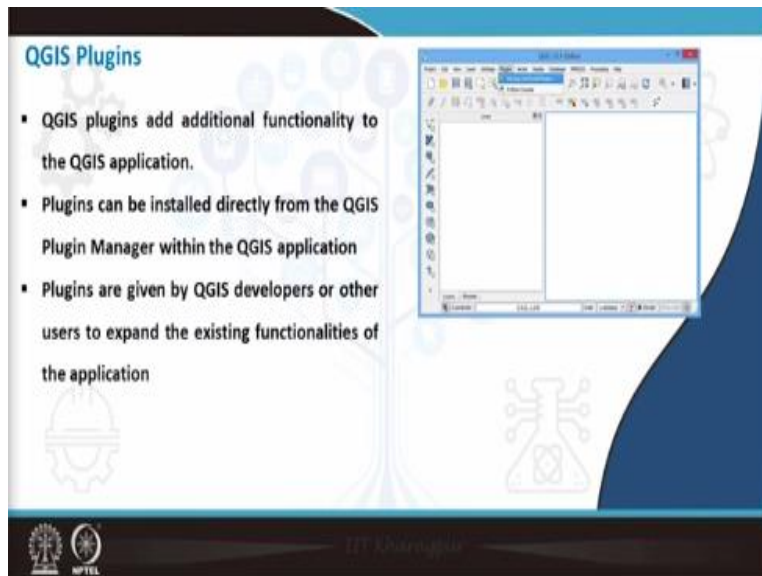 QGIS Plugins
▪ QGIS plugins add additional functionality to
the QGIS application.
▪ Plugins can be installed directly from the QGIS
Plugin Manager within the QGIS application
▪ Plugins are given by QGIS developers or other
users to expand the existing functionalities of
the application
NPTEL
IIT Kharagpur